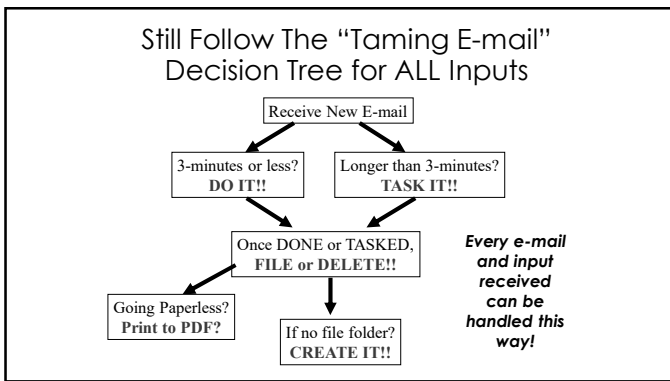 Still Follow The “Taming E-mail”
Decision Tree for ALL Inputs
Receive New E-mail
3-minutes or less?
DO IT!!
Longer than 3-minutes?
TASK IT!!
Once DONE or TASKED,
FILE or DELETE!!
Every e-mail
and input
received
can be
handled this
way!
Going Paperless?
Print to PDF?
If no file folder?
CREATE IT!!